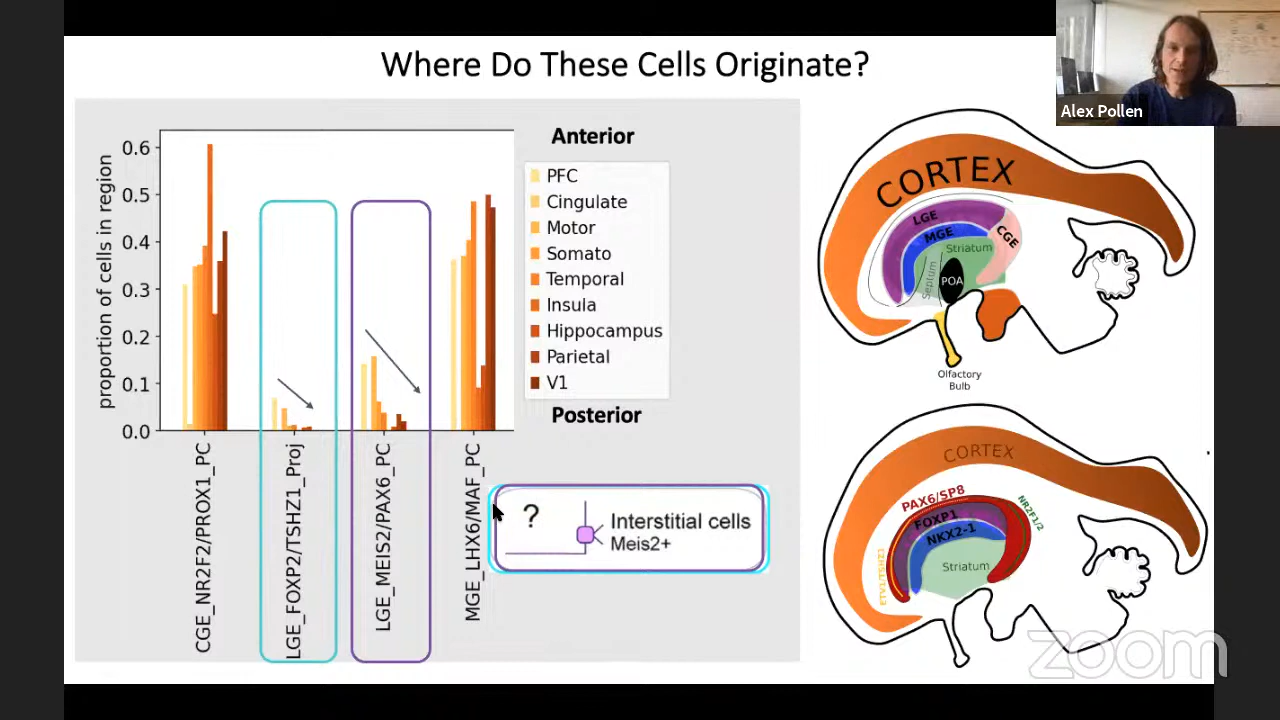 Where Do These Cells Originate?
Alex Pollen
proportion of cells in region
0.6
0.5
0.4
0.3
0.2
0.1
0.0
CGE_NR2F2/PROX1_PC
LGE_FOXP2/TSHZ1_Proj
LGE_MEIS2/PAX6_PC
MGE_LHX6/MAF_PC
Anterior
PFC
Cingulate
Motor
Somato
Temporal
Insula
Hippocampus
Parietal
V1
Posterior
?
Interstitial cells
Meis2+
CORTEX
LGE
MGE
CGE
Striatum
Septum
POA
Olfactory
Bulb
CORTEX
PAX6/SP8
NR2F1/2
FOXP1
NKX2-1
Striatum
ETV1/TSHZ1
zoom